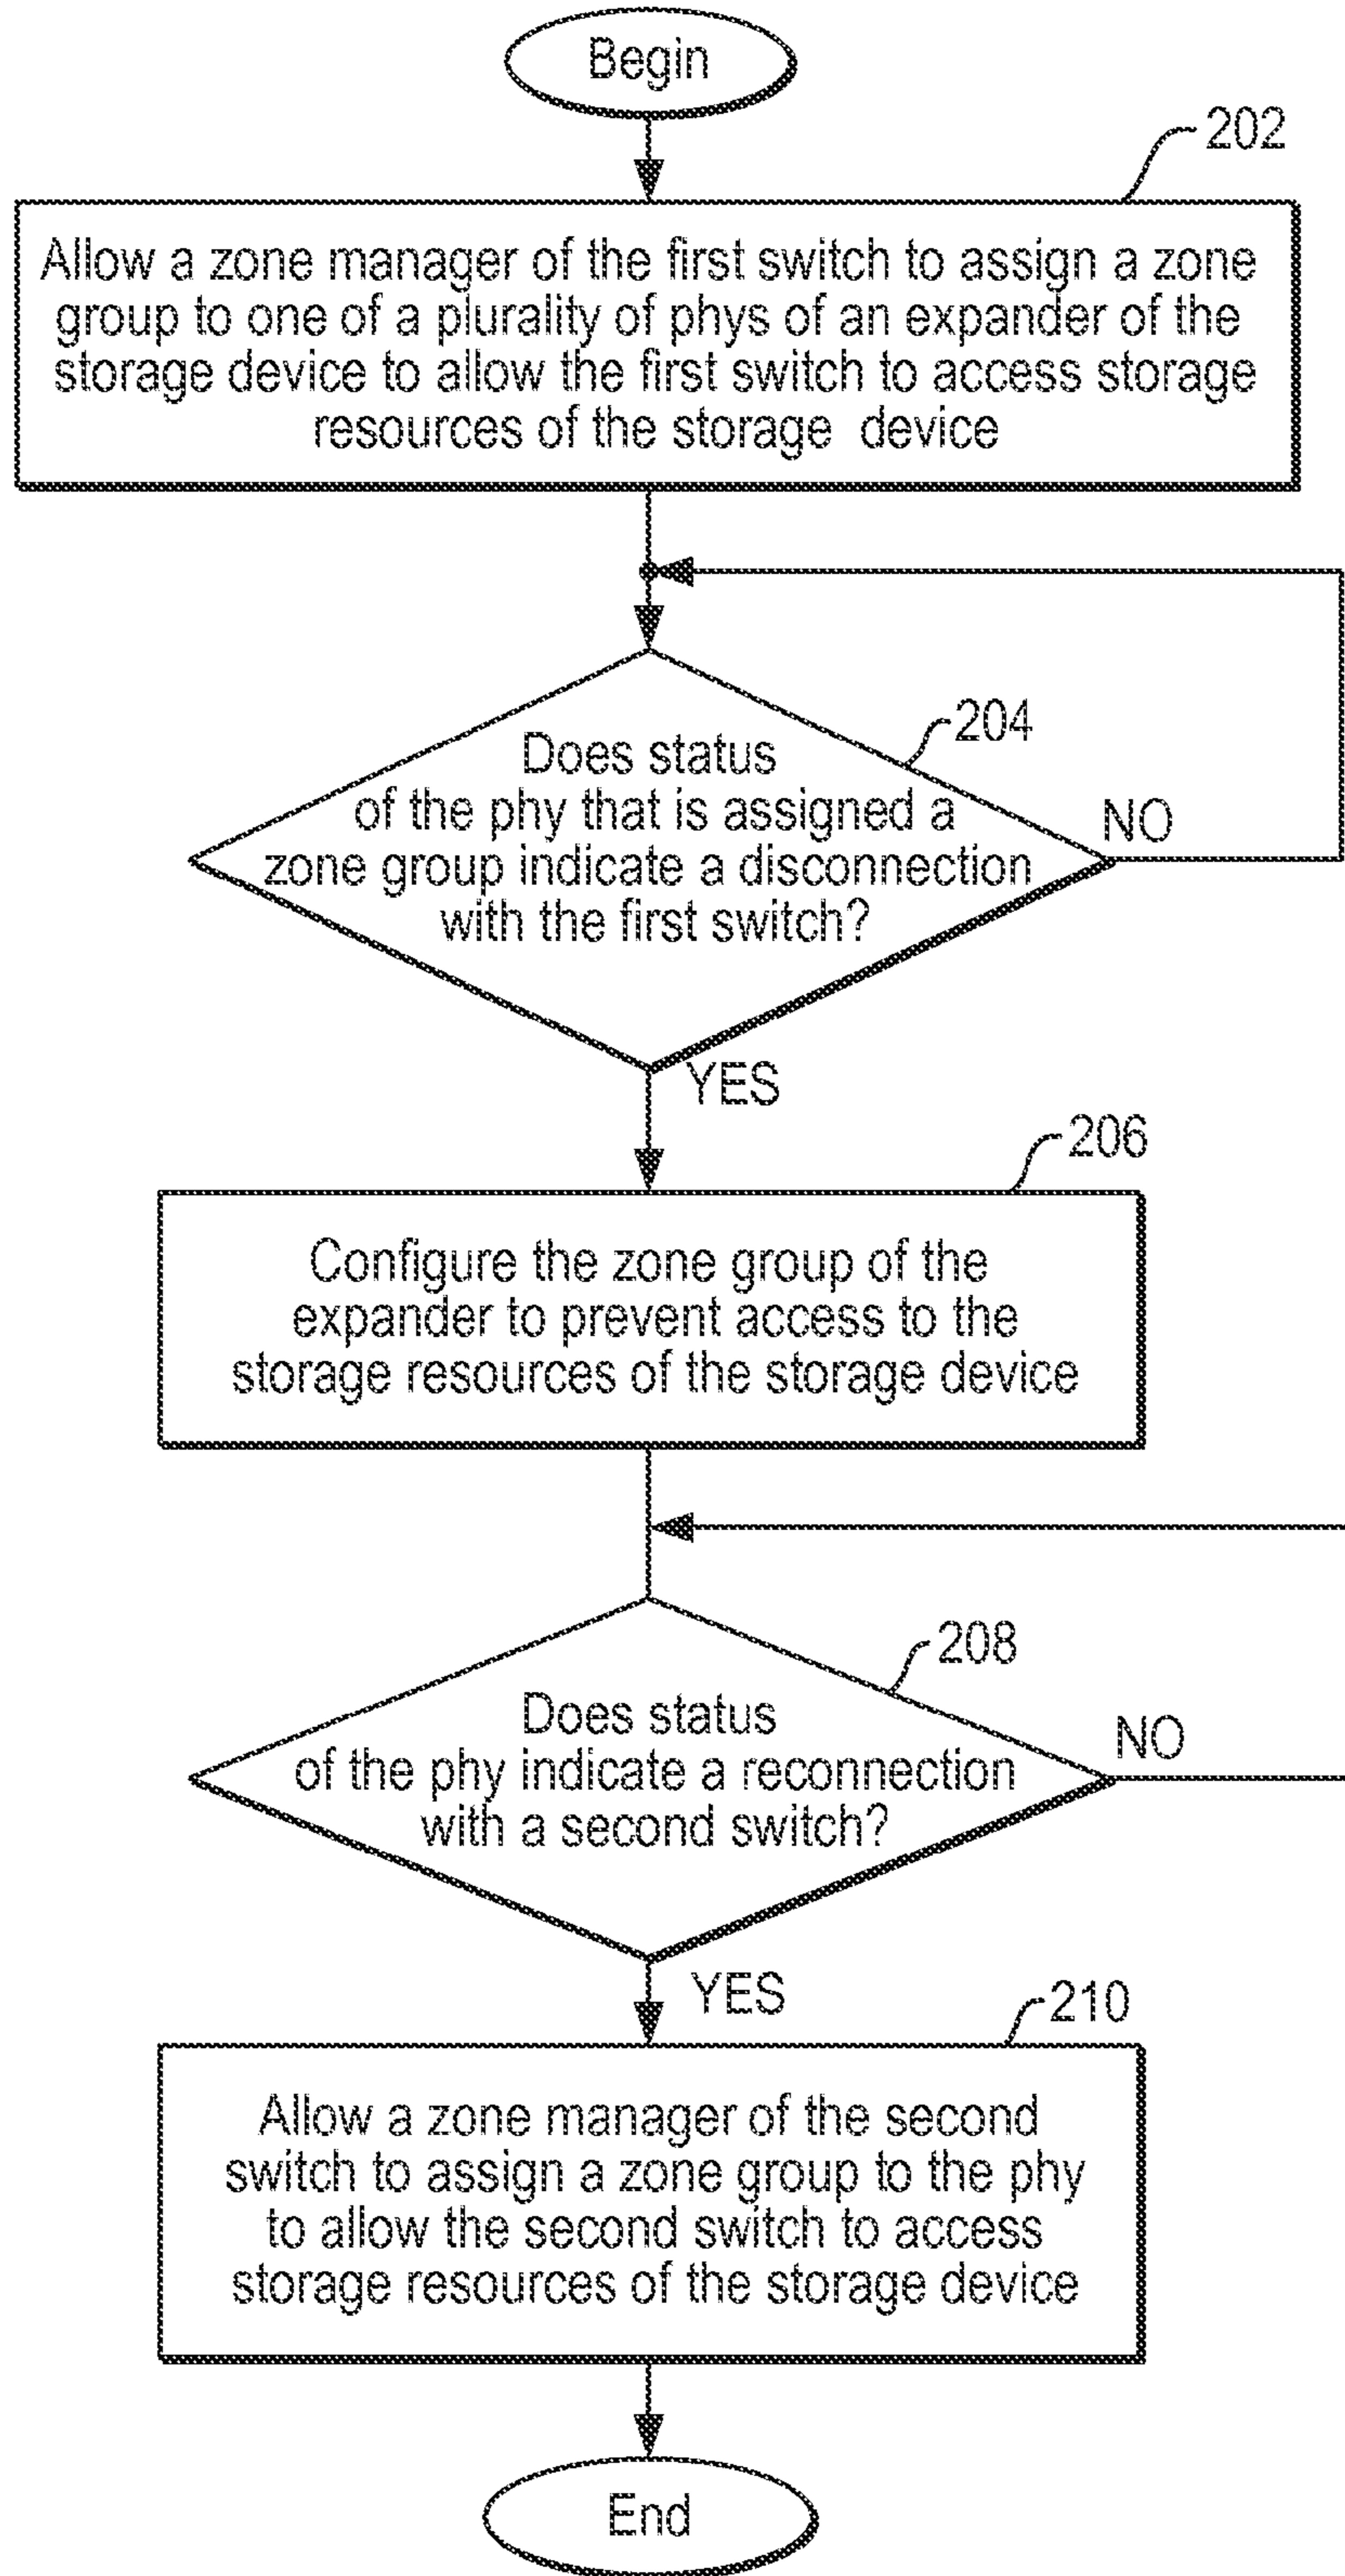 Begin
202
Allow a zone manager of the first switch to assign a zone
group to one of a plurality of phys of an expander of the
storage device to allow the first switch to access storage
resources of the storage device
204
Does status
of the phy that is assigned a
zone group indicate a disconnection
with the first switch?
NO
YES
206
Configure the zone group of the
expander to prevent access to the
storage resources of the storage device
208
Does status
of the phy indicate a reconnection
with a second switch?
NO
YES
210
Allow a zone manager of the second
switch to assign a zone group to the phy
to allow the second switch to access
storage resources of the storage device
End